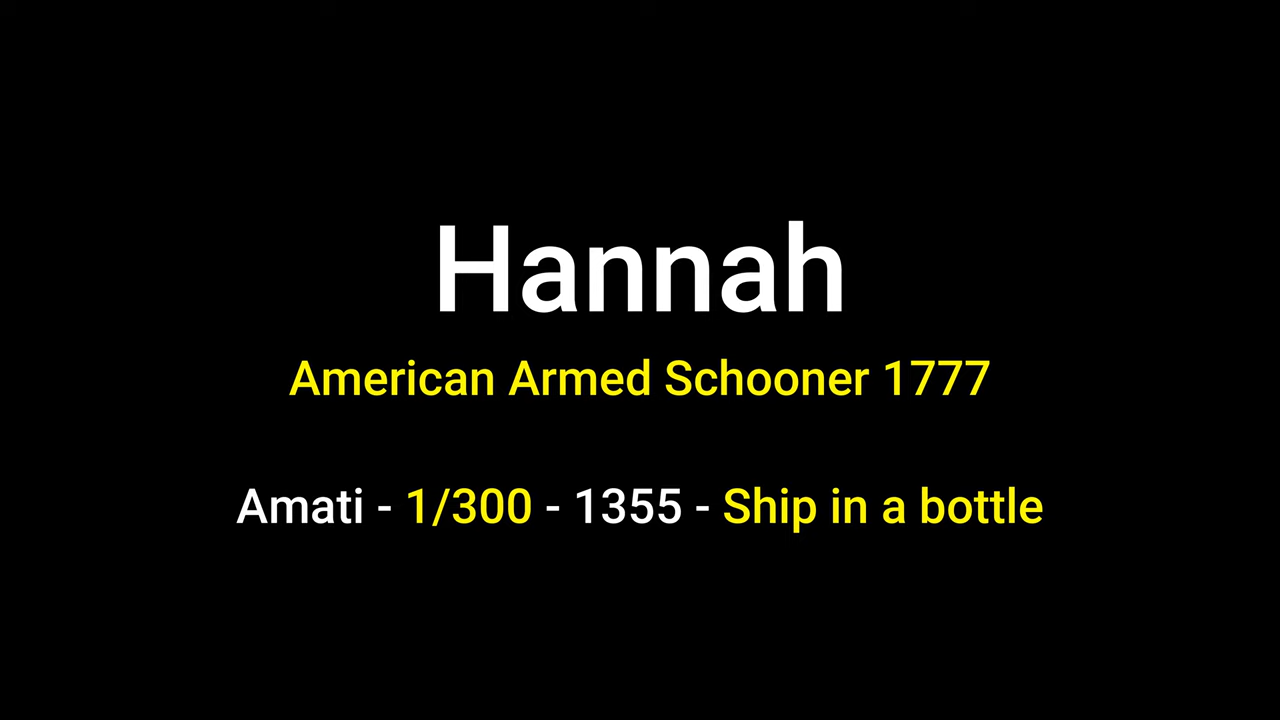 Hannah
American Armed Schooner 1777
Amati - 1/300 - 1355 - Ship in a bottle